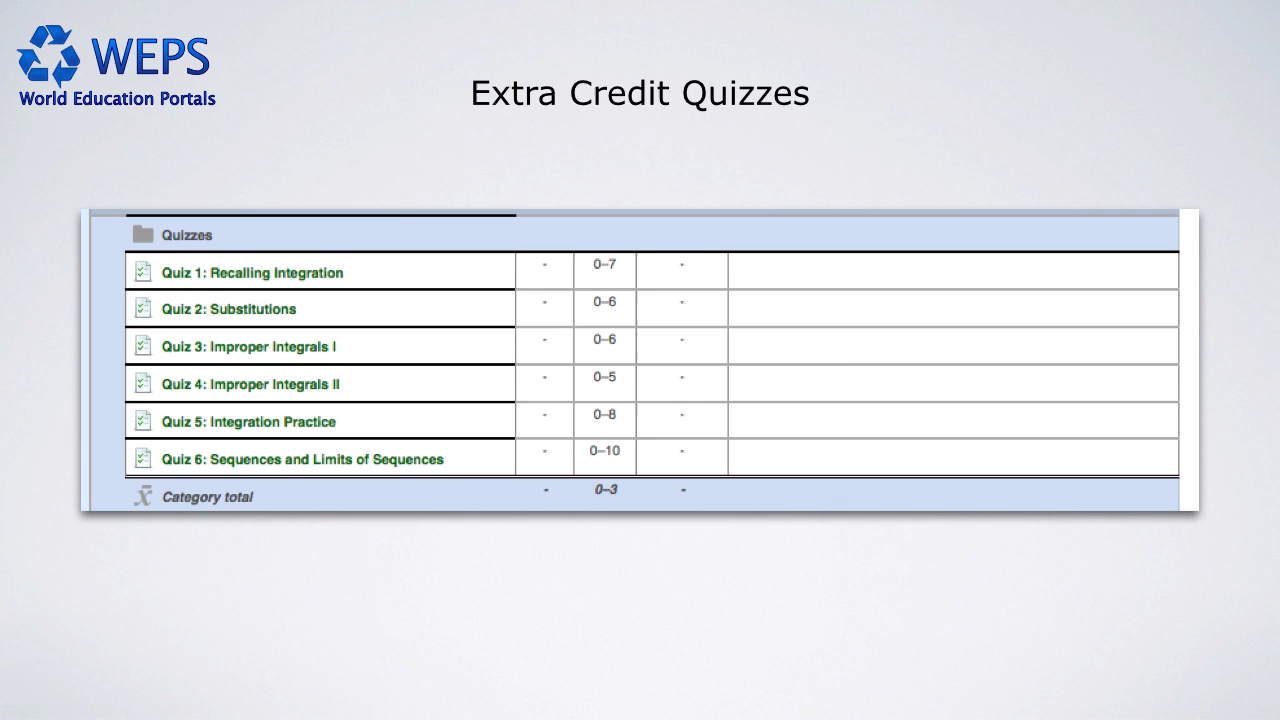 WEPS
World Education Portals
Extra Credit Quizzes
Quizzes
Quiz 1: Recalling Integration - 0–7 -
Quiz 2: Substitutions - 0–6 -
Quiz 3: Improper Integrals I - 0–6 -
Quiz 4: Improper Integrals II - 0–5 -
Quiz 5: Integration Practice - 0–8 -
Quiz 6: Sequences and Limits of Sequences - 0–10 -
x̄ Category total - 0–3 -